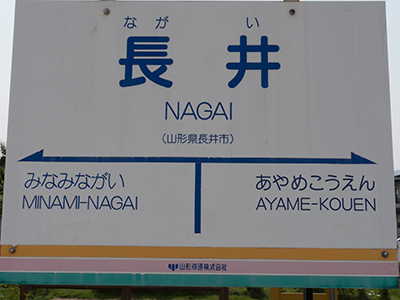 ながい
長井
NAGAI
(山形県長井市)
みなみながい
MINAMI-NAGAI
あやめこうえん
AYAME-KOUEN
山形鉄道株式会社